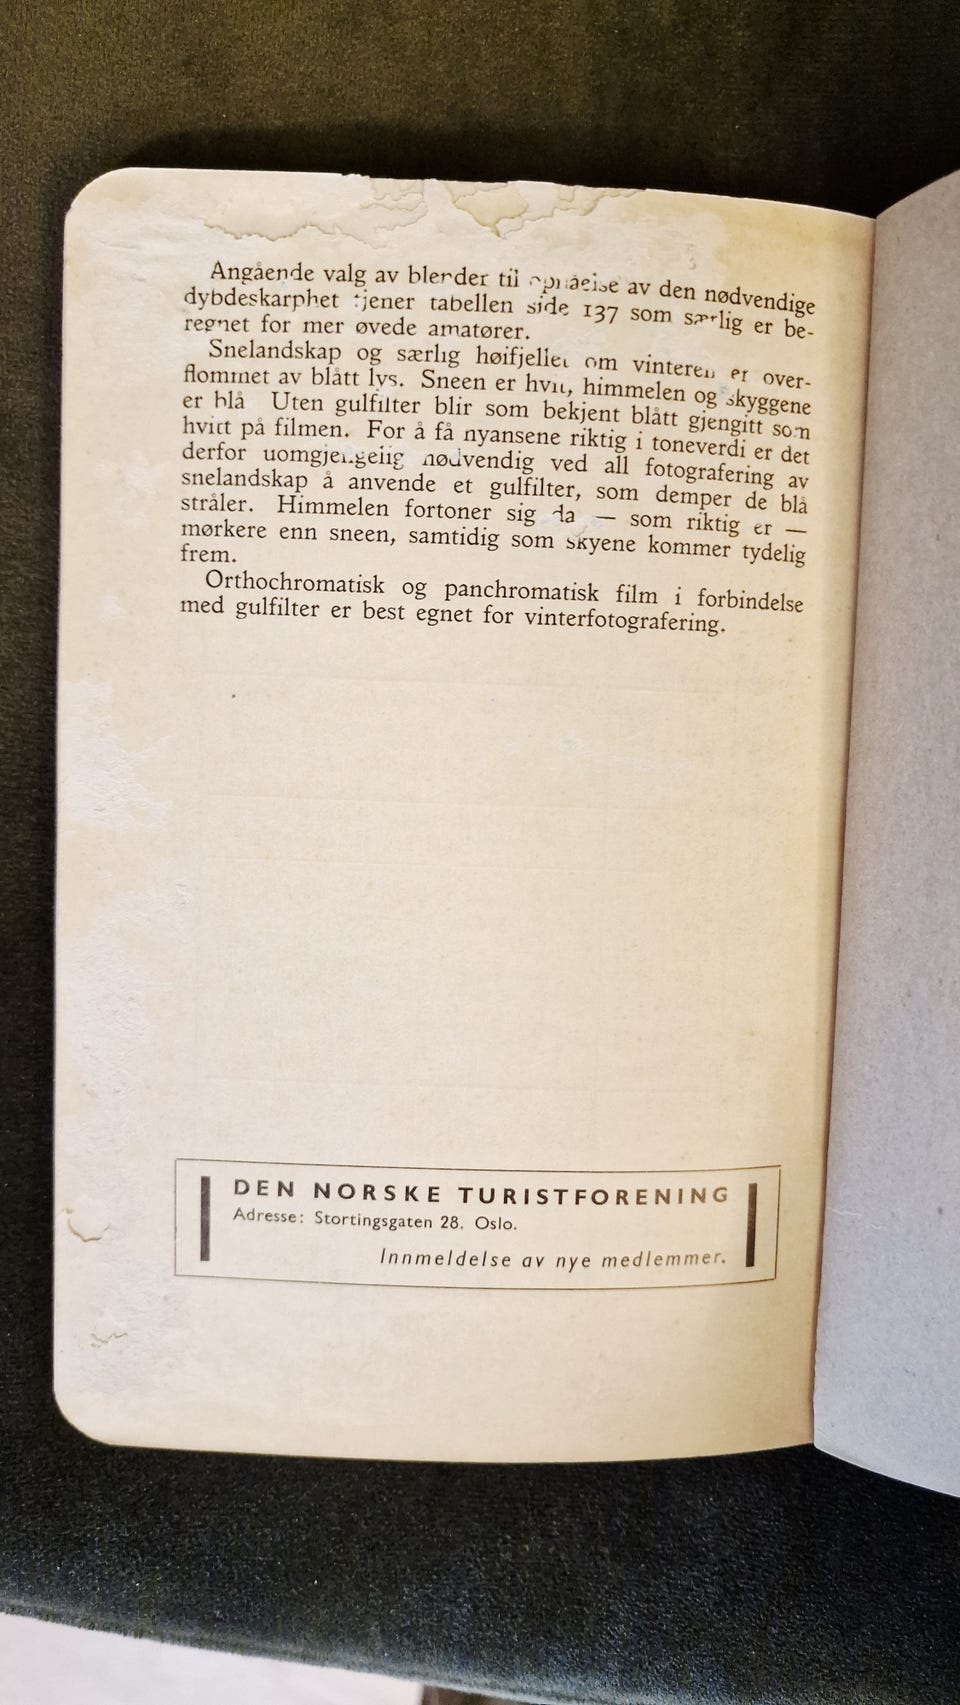 Angående valg av blender til opnåelse av den nødvendige
dybdeskarphet tjener tabellen side 137 som særlig er be-
regnet for mer øvede amatører.
Snelandskap og særlig høifjellet om vinteren er over-
flommet av blått lys. Sneen er hvit, himmelen og skyggene
er blå Uten gulfilter blir som bekjent blått gjengitt som
hvitt på filmen. For å få nyansene riktig i toneverdi er det
derfor uomgjengelig nødvendig ved all fotografering av
snelandskap å anvende et gulfilter, som demper de blå
stråler. Himmelen fortoner sig da — som riktig er —
mørkere enn sneen, samtidig som skyene kommer tydelig
frem.
Orthochromatisk og panchromatisk film i forbindelse
med gulfilter er best egnet for vinterfotografering.
DEN NORSKE TURISTFORENING
Adresse: Stortingsgaten 28. Oslo.
Innmeldelse av nye medlemmer.